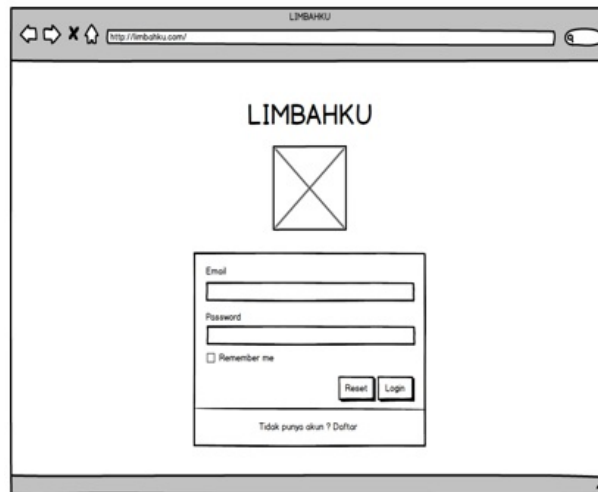 LIMBAHKU
http://limbahku.com/
LIMBAHKU
Email
Password
Remember me
Reset Login
Tidak punya akun ? Daftar